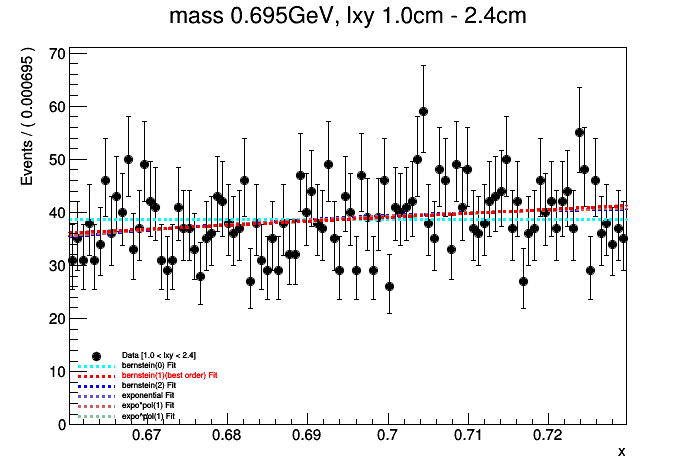 mass 0.695GeV, lxy 1.0cm - 2.4cm
Events / ( 0.000695 )
70
60
50
40
30
20
10
0
Data [1.0 < lxy < 2.4]
bernstein(0) Fit
bernstein(1)(best order) Fit
bernstein(2) Fit
exponential Fit
expo*pol(1) Fit
expo^pol(1) Fit
0.67 0.68 0.69 0.7 0.71 0.72
x